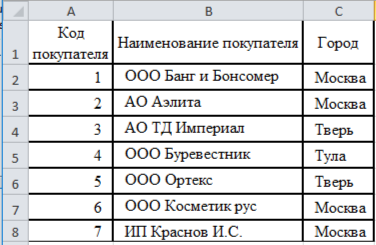 A B C
1 Код покупателя Наименование покупателя Город
2 1 ООО Банг и Бонсомер Москва
3 2 АО Аэлита Москва
4 3 АО ТД Империал Тверь
5 4 ООО Буревестник Тула
6 5 ООО Ортекс Тверь
7 6 ООО Косметик рус Москва
8 7 ИП Краснов И.С. Москва